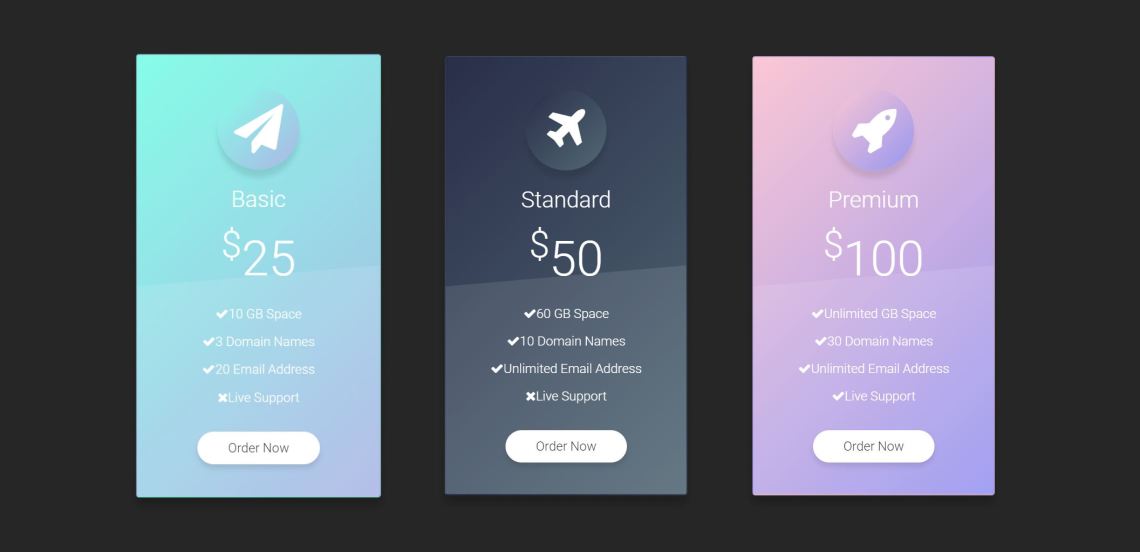 Basic
$25
✔10 GB Space
✔3 Domain Names
✔20 Email Address
✖Live Support
Order Now
Standard
$50
✔60 GB Space
✔10 Domain Names
✔Unlimited Email Address
✖Live Support
Order Now
Premium
$100
✔Unlimited GB Space
✔30 Domain Names
✔Unlimited Email Address
✔Live Support
Order Now